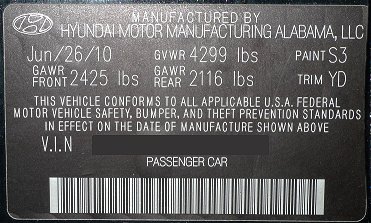 MANUFACTURED BY
HYUNDAI MOTOR MANUFACTURING ALABAMA, LLC
Jun/26/10 GVWR 4299 lbs PAINT S3
GAWR FRONT 2425 lbs GAWR REAR 2116 lbs TRIM YD
THIS VEHICLE CONFORMS TO ALL APPLICABLE U.S.A. FEDERAL
MOTOR VEHICLE SAFETY, BUMPER, AND THEFT PREVENTION STANDARDS
IN EFFECT ON THE DATE OF MANUFACTURE SHOWN ABOVE
V.I.N
PASSENGER CAR